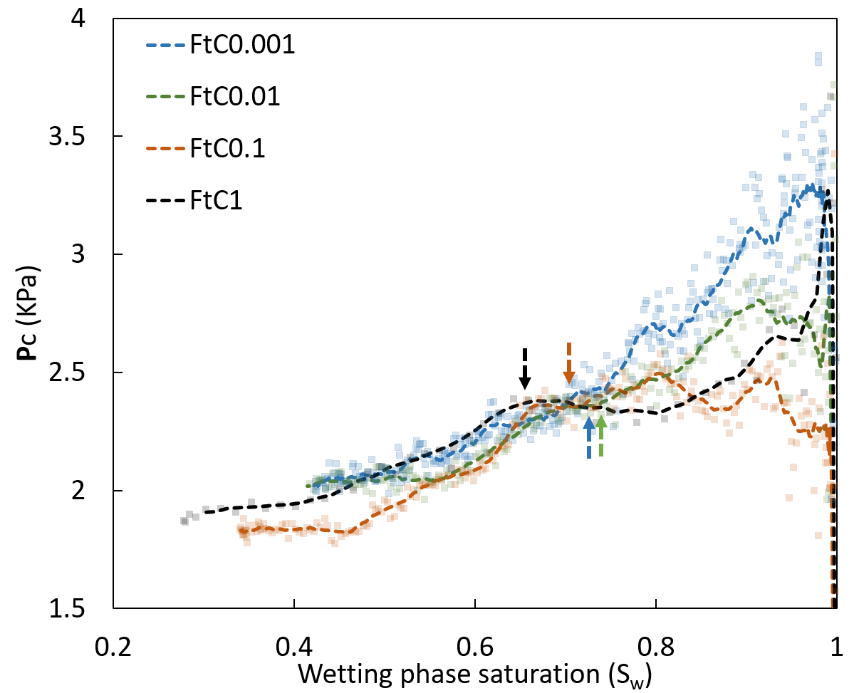 4
3.5
3
2.5
2
1.5
Pc (KPa)
FtC0.001
FtC0.01
FtC0.1
FtC1
0.2
0.4
0.6
0.8
1
Wetting phase saturation (Sw)